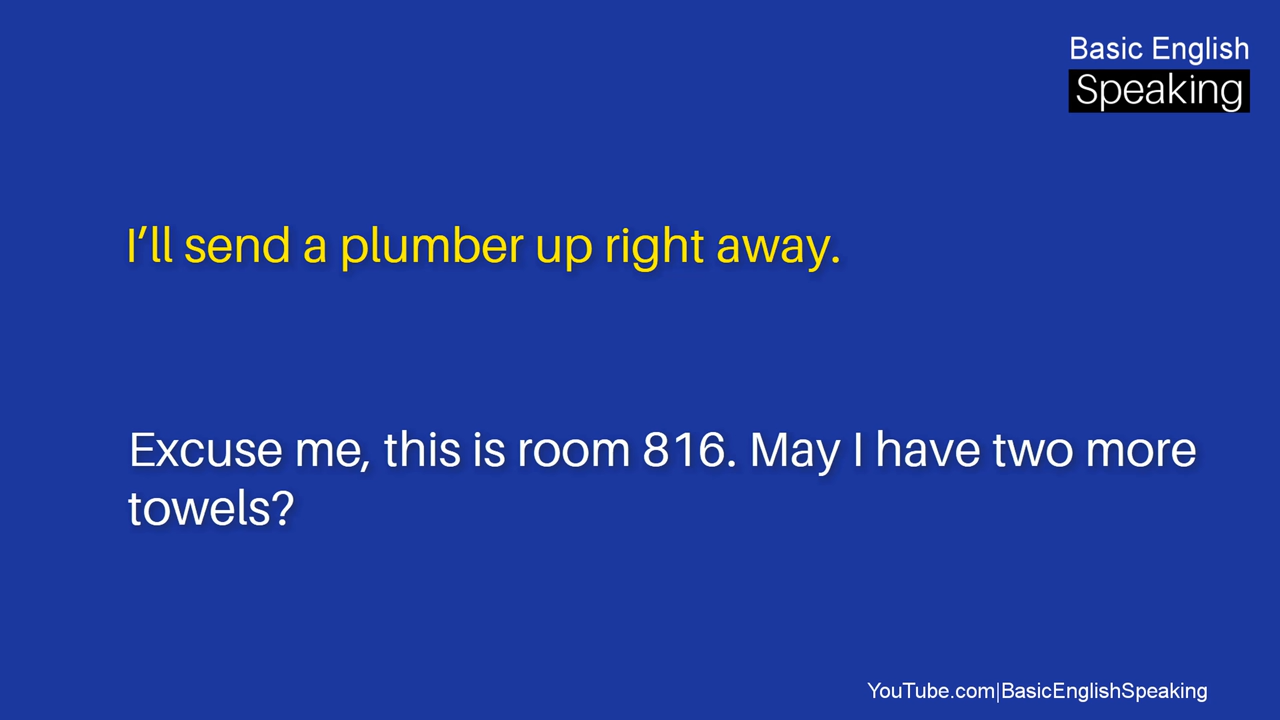 Basic English
Speaking
I’ll send a plumber up right away.
Excuse me, this is room 816. May I have two more
towels?
YouTube.com|BasicEnglishSpeaking